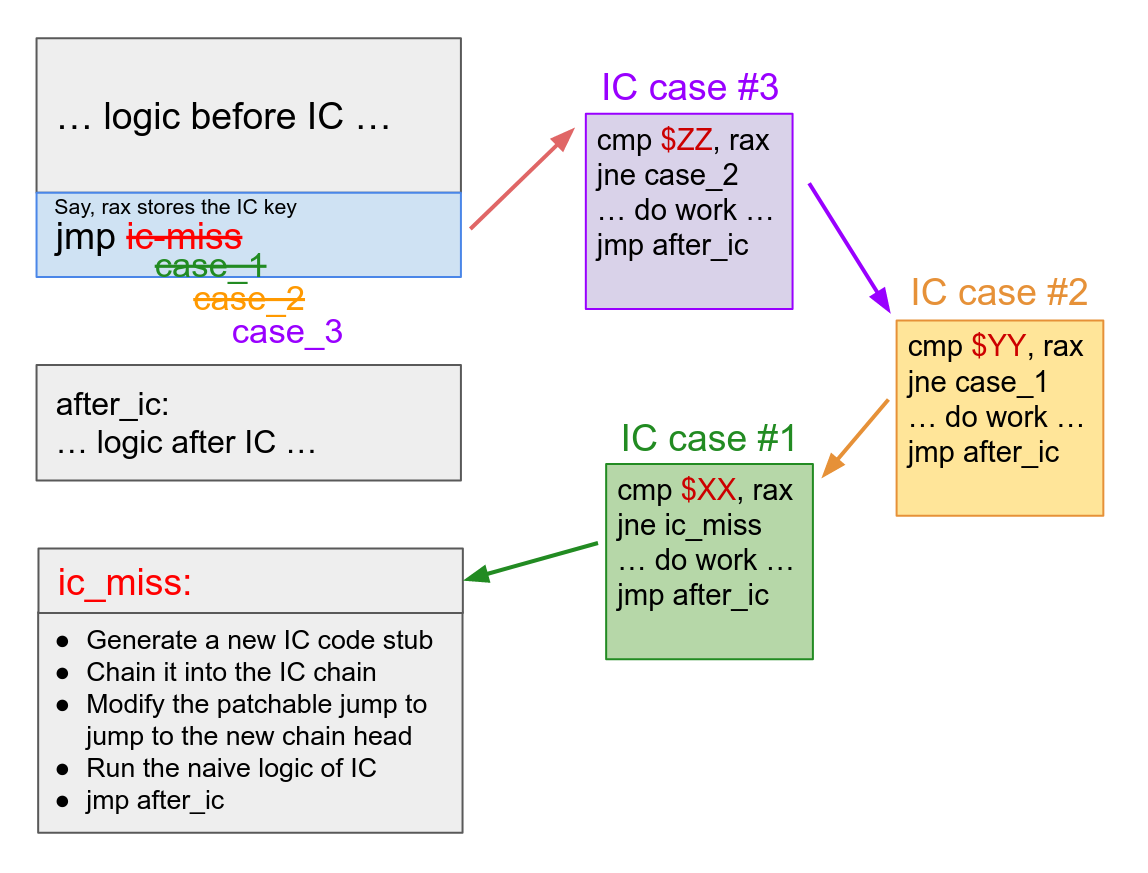 … logic before IC …
Say, rax stores the IC key
jmp ic-miss
case_1
case_2
case_3
after_ic:
… logic after IC …
ic_miss:
● Generate a new IC code stub
● Chain it into the IC chain
● Modify the patchable jump to
jump to the new chain head
● Run the naive logic of IC
● jmp after_ic
IC case #3
cmp $ZZ, rax
jne case_2
… do work …
jmp after_ic
IC case #2
cmp $YY, rax
jne case_1
… do work …
jmp after_ic
IC case #1
cmp $XX, rax
jne ic_miss
… do work …
jmp after_ic